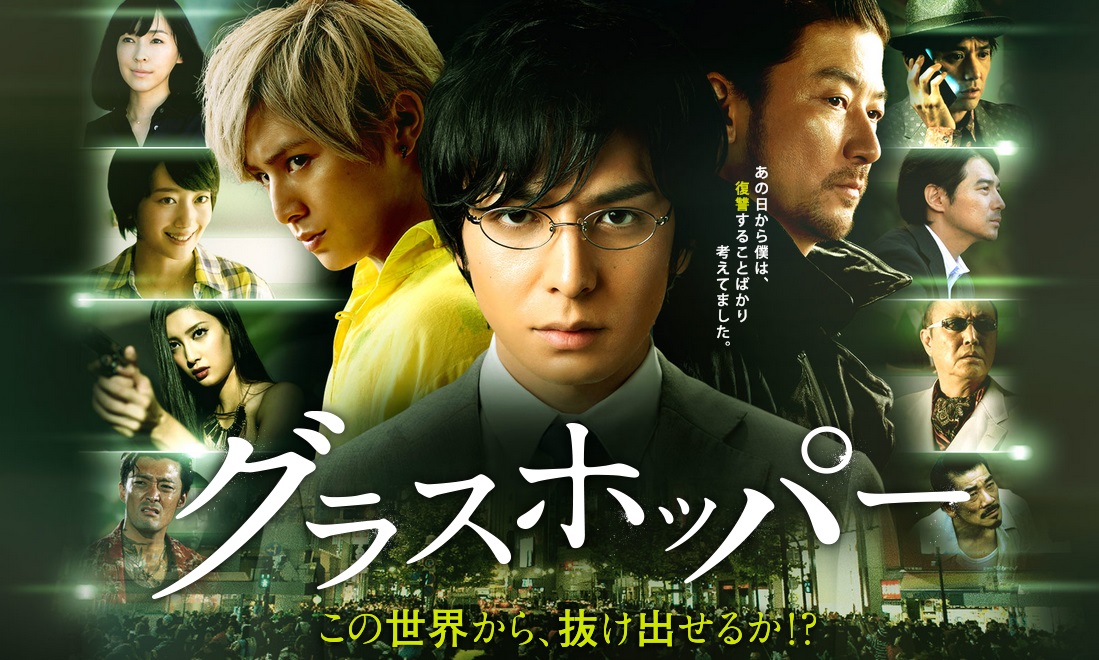 あの日から僕は、
復讐することばかり
考えてました。
グラスホッパー
この世界から、抜け出せるか!?